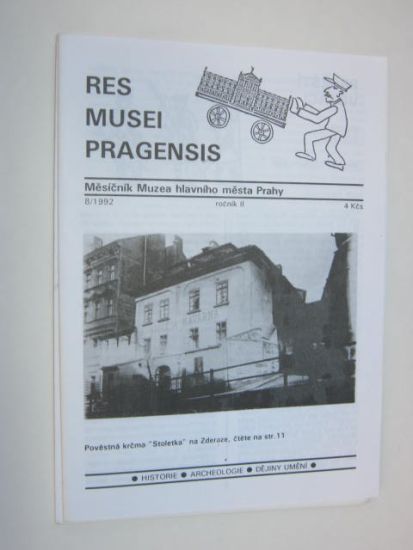 RES
MUSEI
PRAGENSIS
Měsíčník Muzea hlavního města Prahy
8/1992 ročník II 4 Kčs
KAVÁRNA
Pověstná krčma "Stoletka" na Zderaze, čtěte na str. 11
● HISTORIE ● ARCHEOLOGIE ● DĚJINY UMĚNÍ ●